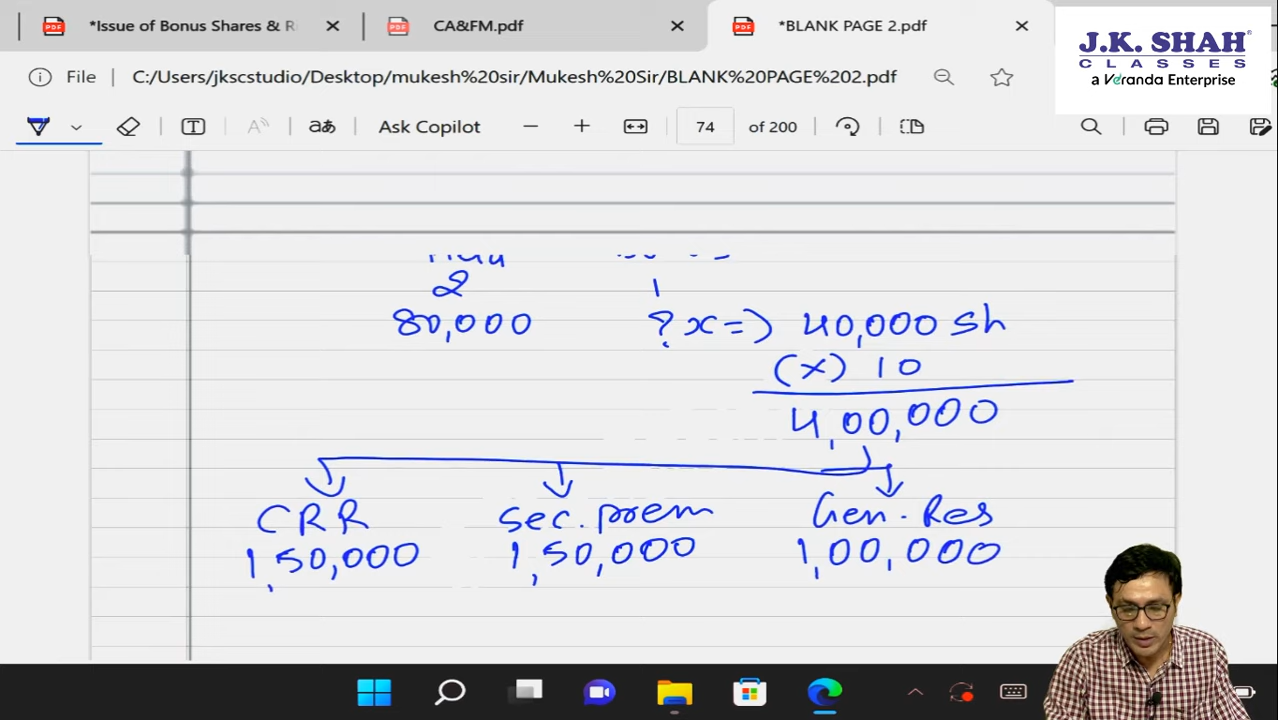 *Issue of Bonus Shares & R
CA&FM.pdf
*BLANK PAGE 2.pdf
J.K. SHAH
CLASSES
a Veranda Enterprise
File
C:/Users/jkscstudio/Desktop/mukesh%20sir/Mukesh%20Sir/BLANK%20PAGE%202.pdf
Ask Copilot
74 of 200
2 1
80,000 ? x => 40,000 Sh
(x) 10
4,00,000
CRR Sec. prem Gen. Res
1,50,000 1,50,000 1,00,000